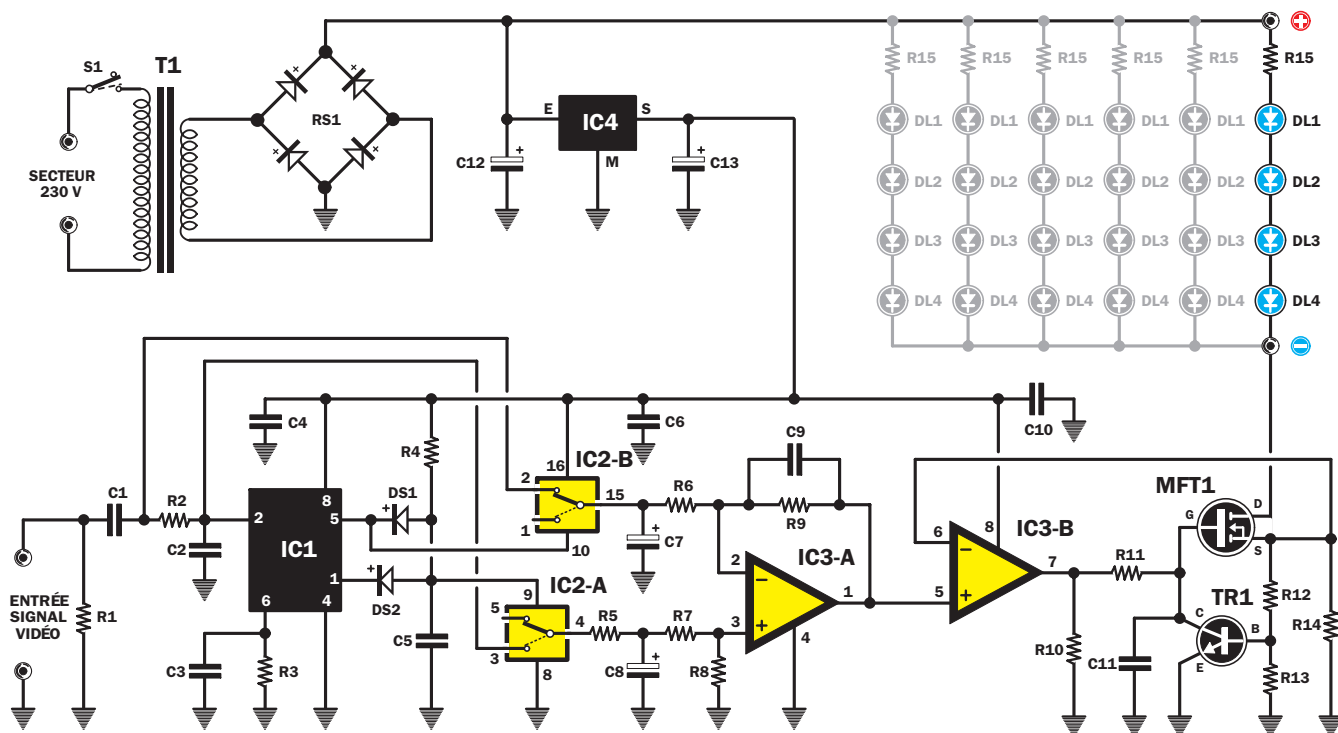 S1
T1
RS1
SECTEUR
230 V
C12
+
E
IC4
S
M
+
C13
R15 R15 R15 R15 R15 R15
DL1 DL1 DL1 DL1 DL1 DL1
DL2 DL2 DL2 DL2 DL2 DL2
DL3 DL3 DL3 DL3 DL3 DL3
DL4 DL4 DL4 DL4 DL4 DL4
C4
R4
C6
C10
C9
IC2-B
16
2
15
1
10
R6
R9
C7
+
C1
R2
C2
2
8
5
IC1
1
6
4
DS1
+
DS2
+
IC2-A
9
5
4
3
8
R5
R7
C8
+
R8
IC3-A
2
−
3
+
1
4
IC3-B
6
−
8
7
5
+
R11
MFT1
G
D
S
TR1
C
B
E
R12
R13
R14
R10
C11
ENTRÉE
SIGNAL
VIDÉO
R1
C3
R3
C5